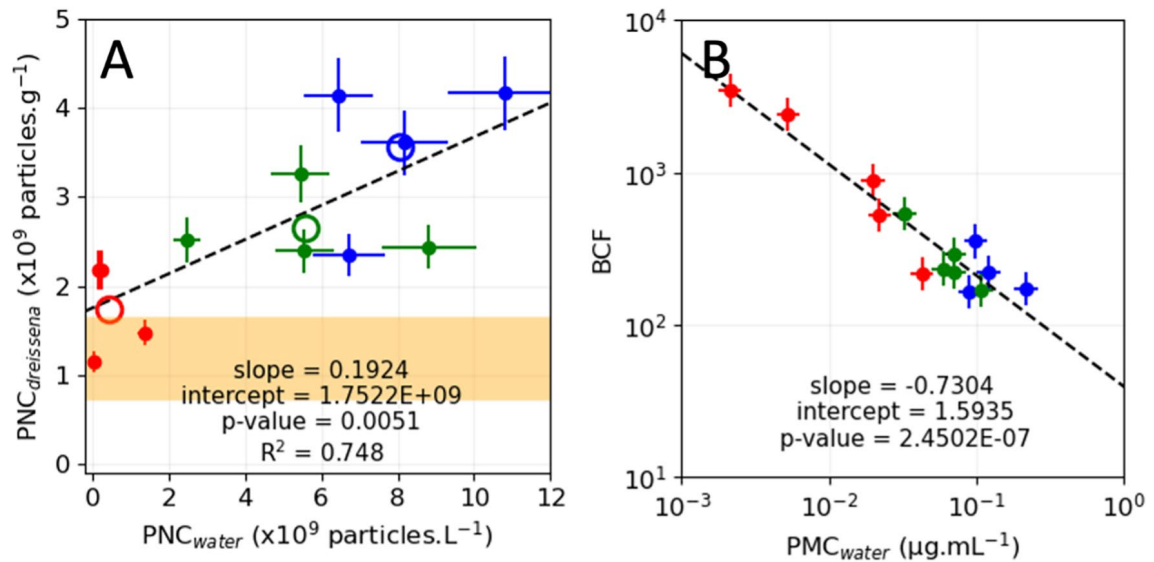 A
5
4
3
2
1
0
0 2 4 6 8 10 12
PNC_dreissena (x10⁹ particles.g⁻¹)
PNC_water (x10⁹ particles.L⁻¹)
slope = 0.1924
intercept = 1.7522E+09
p-value = 0.0051
R² = 0.748
B
10⁴
10³
10²
10¹
10⁻³ 10⁻² 10⁻¹ 10⁰
BCF
PMC_water (µg.mL⁻¹)
slope = -0.7304
intercept = 1.5935
p-value = 2.4502E-07